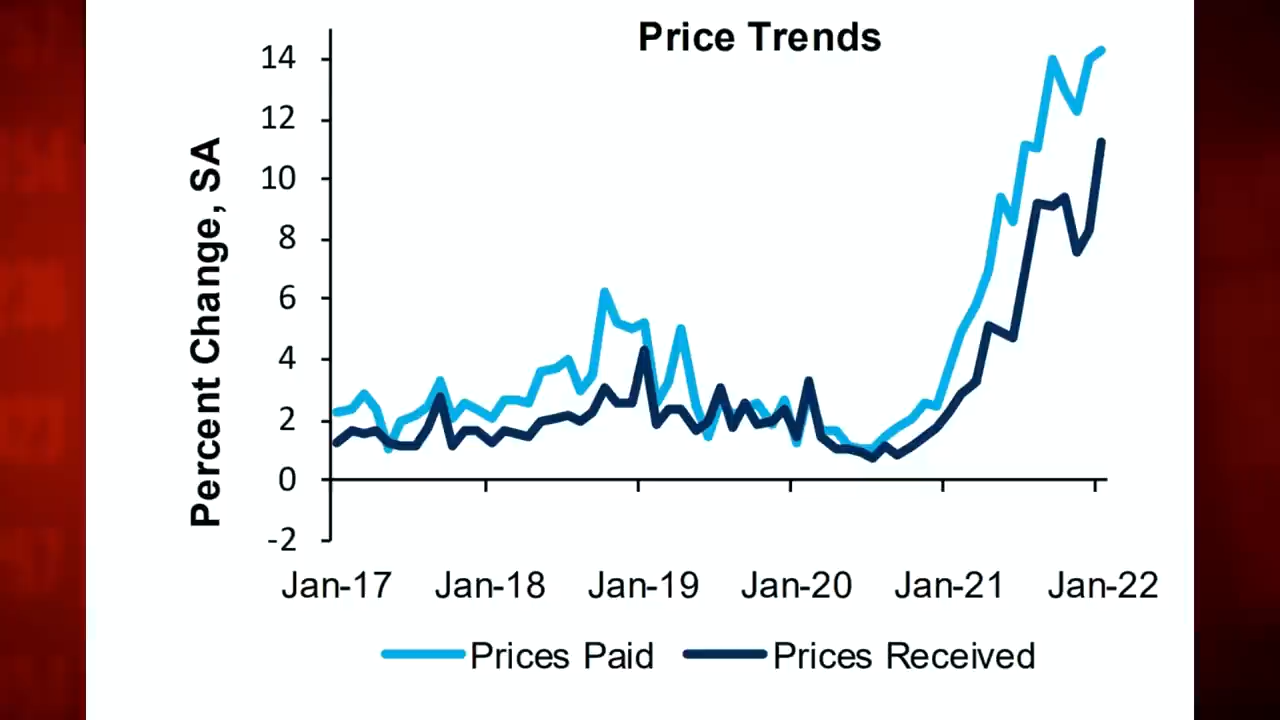 Price Trends
Percent Change, SA
14
12
10
8
6
4
2
0
-2
Jan-17 Jan-18 Jan-19 Jan-20 Jan-21 Jan-22
Prices Paid Prices Received